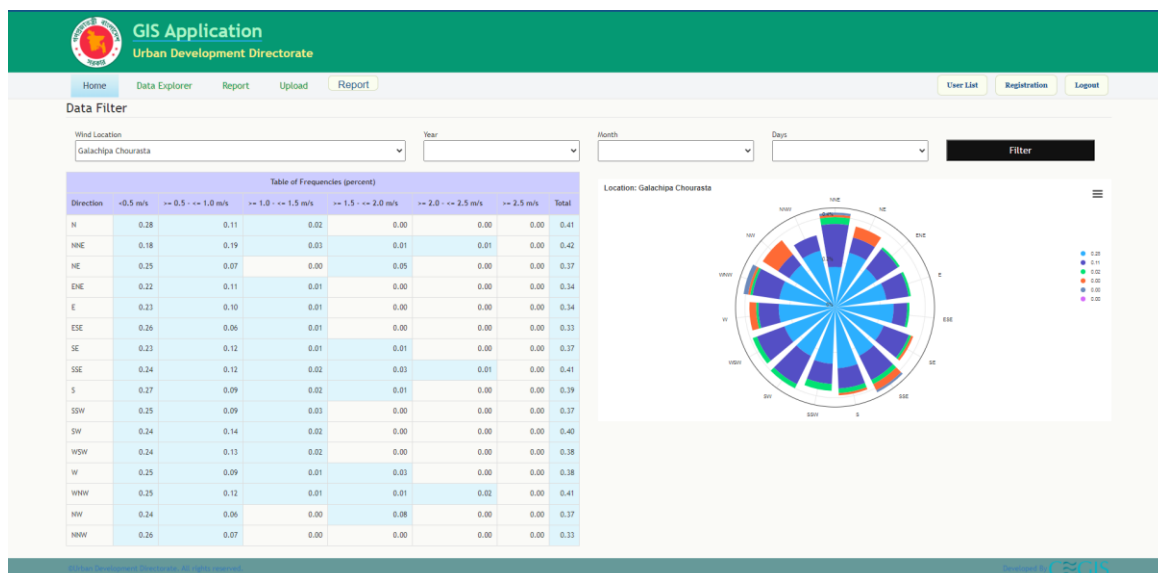 GIS Application
Urban Development Directorate
Home Data Explorer Report Upload Report User List Registration Logout
Data Filter
Wind Location Year Month Days
Galachipa Chourasta Filter
Table of Frequencies (percent)
Direction <0.5 m/s >= 0.5 - <= 1.0 m/s >= 1.0 - <= 1.5 m/s >= 1.5 - <= 2.0 m/s >= 2.0 - <= 2.5 m/s >= 2.5 m/s Total
N 0.28 0.11 0.02 0.00 0.00 0.00 0.41
NNE 0.18 0.19 0.03 0.01 0.01 0.00 0.42
NE 0.25 0.07 0.00 0.05 0.00 0.00 0.37
ENE 0.22 0.11 0.01 0.00 0.00 0.00 0.34
E 0.23 0.10 0.01 0.00 0.00 0.00 0.34
ESE 0.26 0.06 0.01 0.00 0.00 0.00 0.33
SE 0.23 0.12 0.01 0.01 0.00 0.00 0.37
SSE 0.24 0.12 0.02 0.03 0.01 0.00 0.41
S 0.27 0.09 0.02 0.01 0.00 0.00 0.39
SSW 0.25 0.09 0.03 0.00 0.00 0.00 0.37
SW 0.24 0.14 0.02 0.00 0.00 0.00 0.40
WSW 0.24 0.13 0.02 0.00 0.00 0.00 0.38
W 0.25 0.09 0.01 0.03 0.00 0.00 0.38
WNW 0.25 0.12 0.01 0.01 0.02 0.00 0.41
NW 0.24 0.06 0.00 0.08 0.00 0.00 0.37
NNW 0.26 0.07 0.00 0.00 0.00 0.00 0.33
Location: Galachipa Chourasta
NNE
NNW NE
NW ENE
WNW E
W ESE
WSW SE
SW SSE
SSW S
0.11
0.02
0.00
0.00
0.00
Urban Development Directorate. All rights reserved. Developed By CEGIS